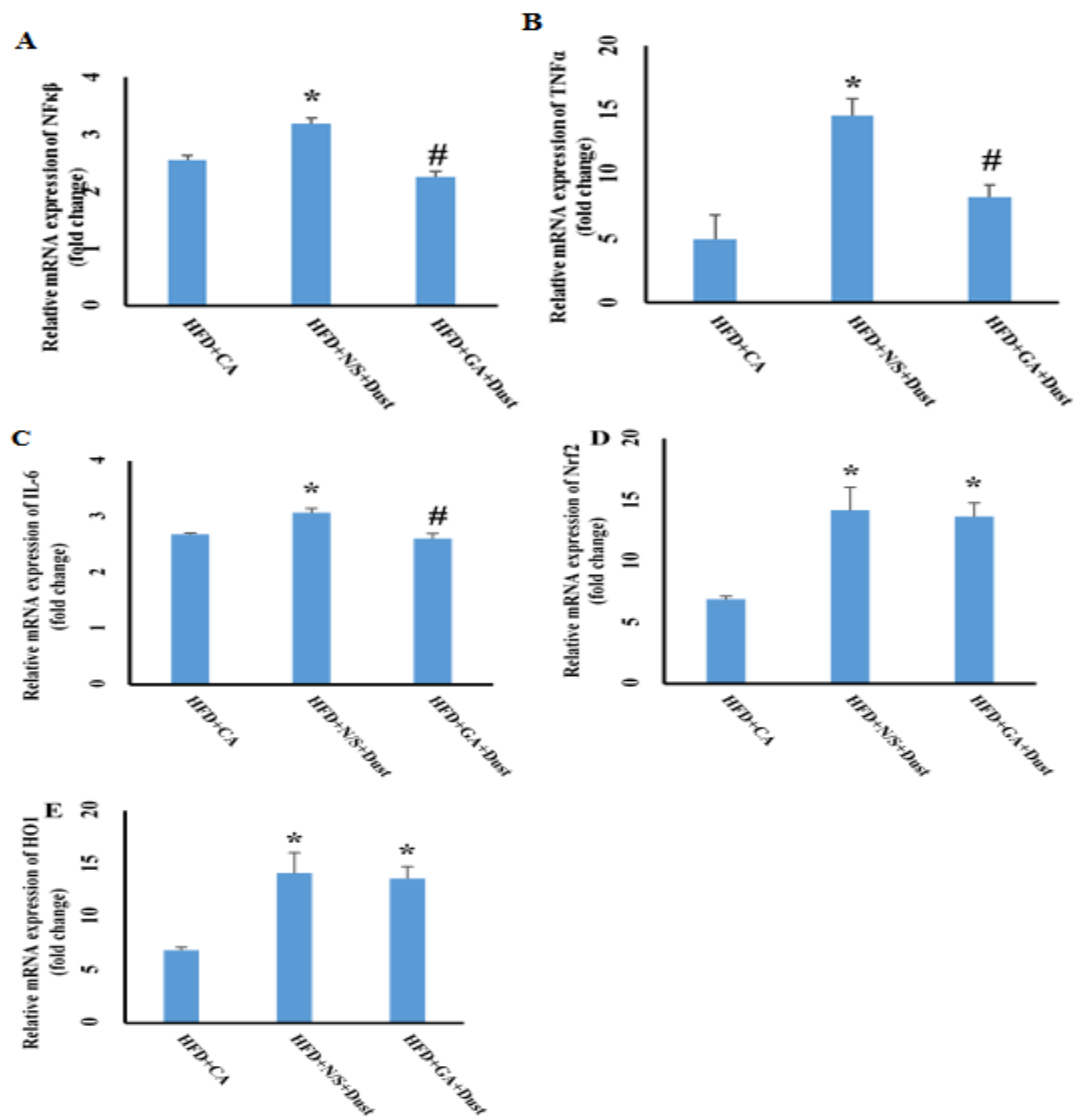 A
Relative mRNA expression of NFκβ
(fold change)
4
3
2
1
0
*
#
HFD+CA
HFD+N/S+Dust
HFD+GA+Dust
B
Relative mRNA expression of TNFα
(fold change)
20
15
10
5
0
*
#
HFD+CA
HFD+N/S+Dust
HFD+GA+Dust
C
Relative mRNA expression of IL-6
(fold change)
4
3
2
1
0
*
#
HFD+CA
HFD+N/S+Dust
HFD+GA+Dust
D
Relative mRNA expression of Nrf2
(fold change)
20
15
10
5
0
*
*
HFD+CA
HFD+N/S+Dust
HFD+GA+Dust
E
Relative mRNA expression of HO1
(fold change)
20
15
10
5
0
*
*
HFD+CA
HFD+N/S+Dust
HFD+GA+Dust